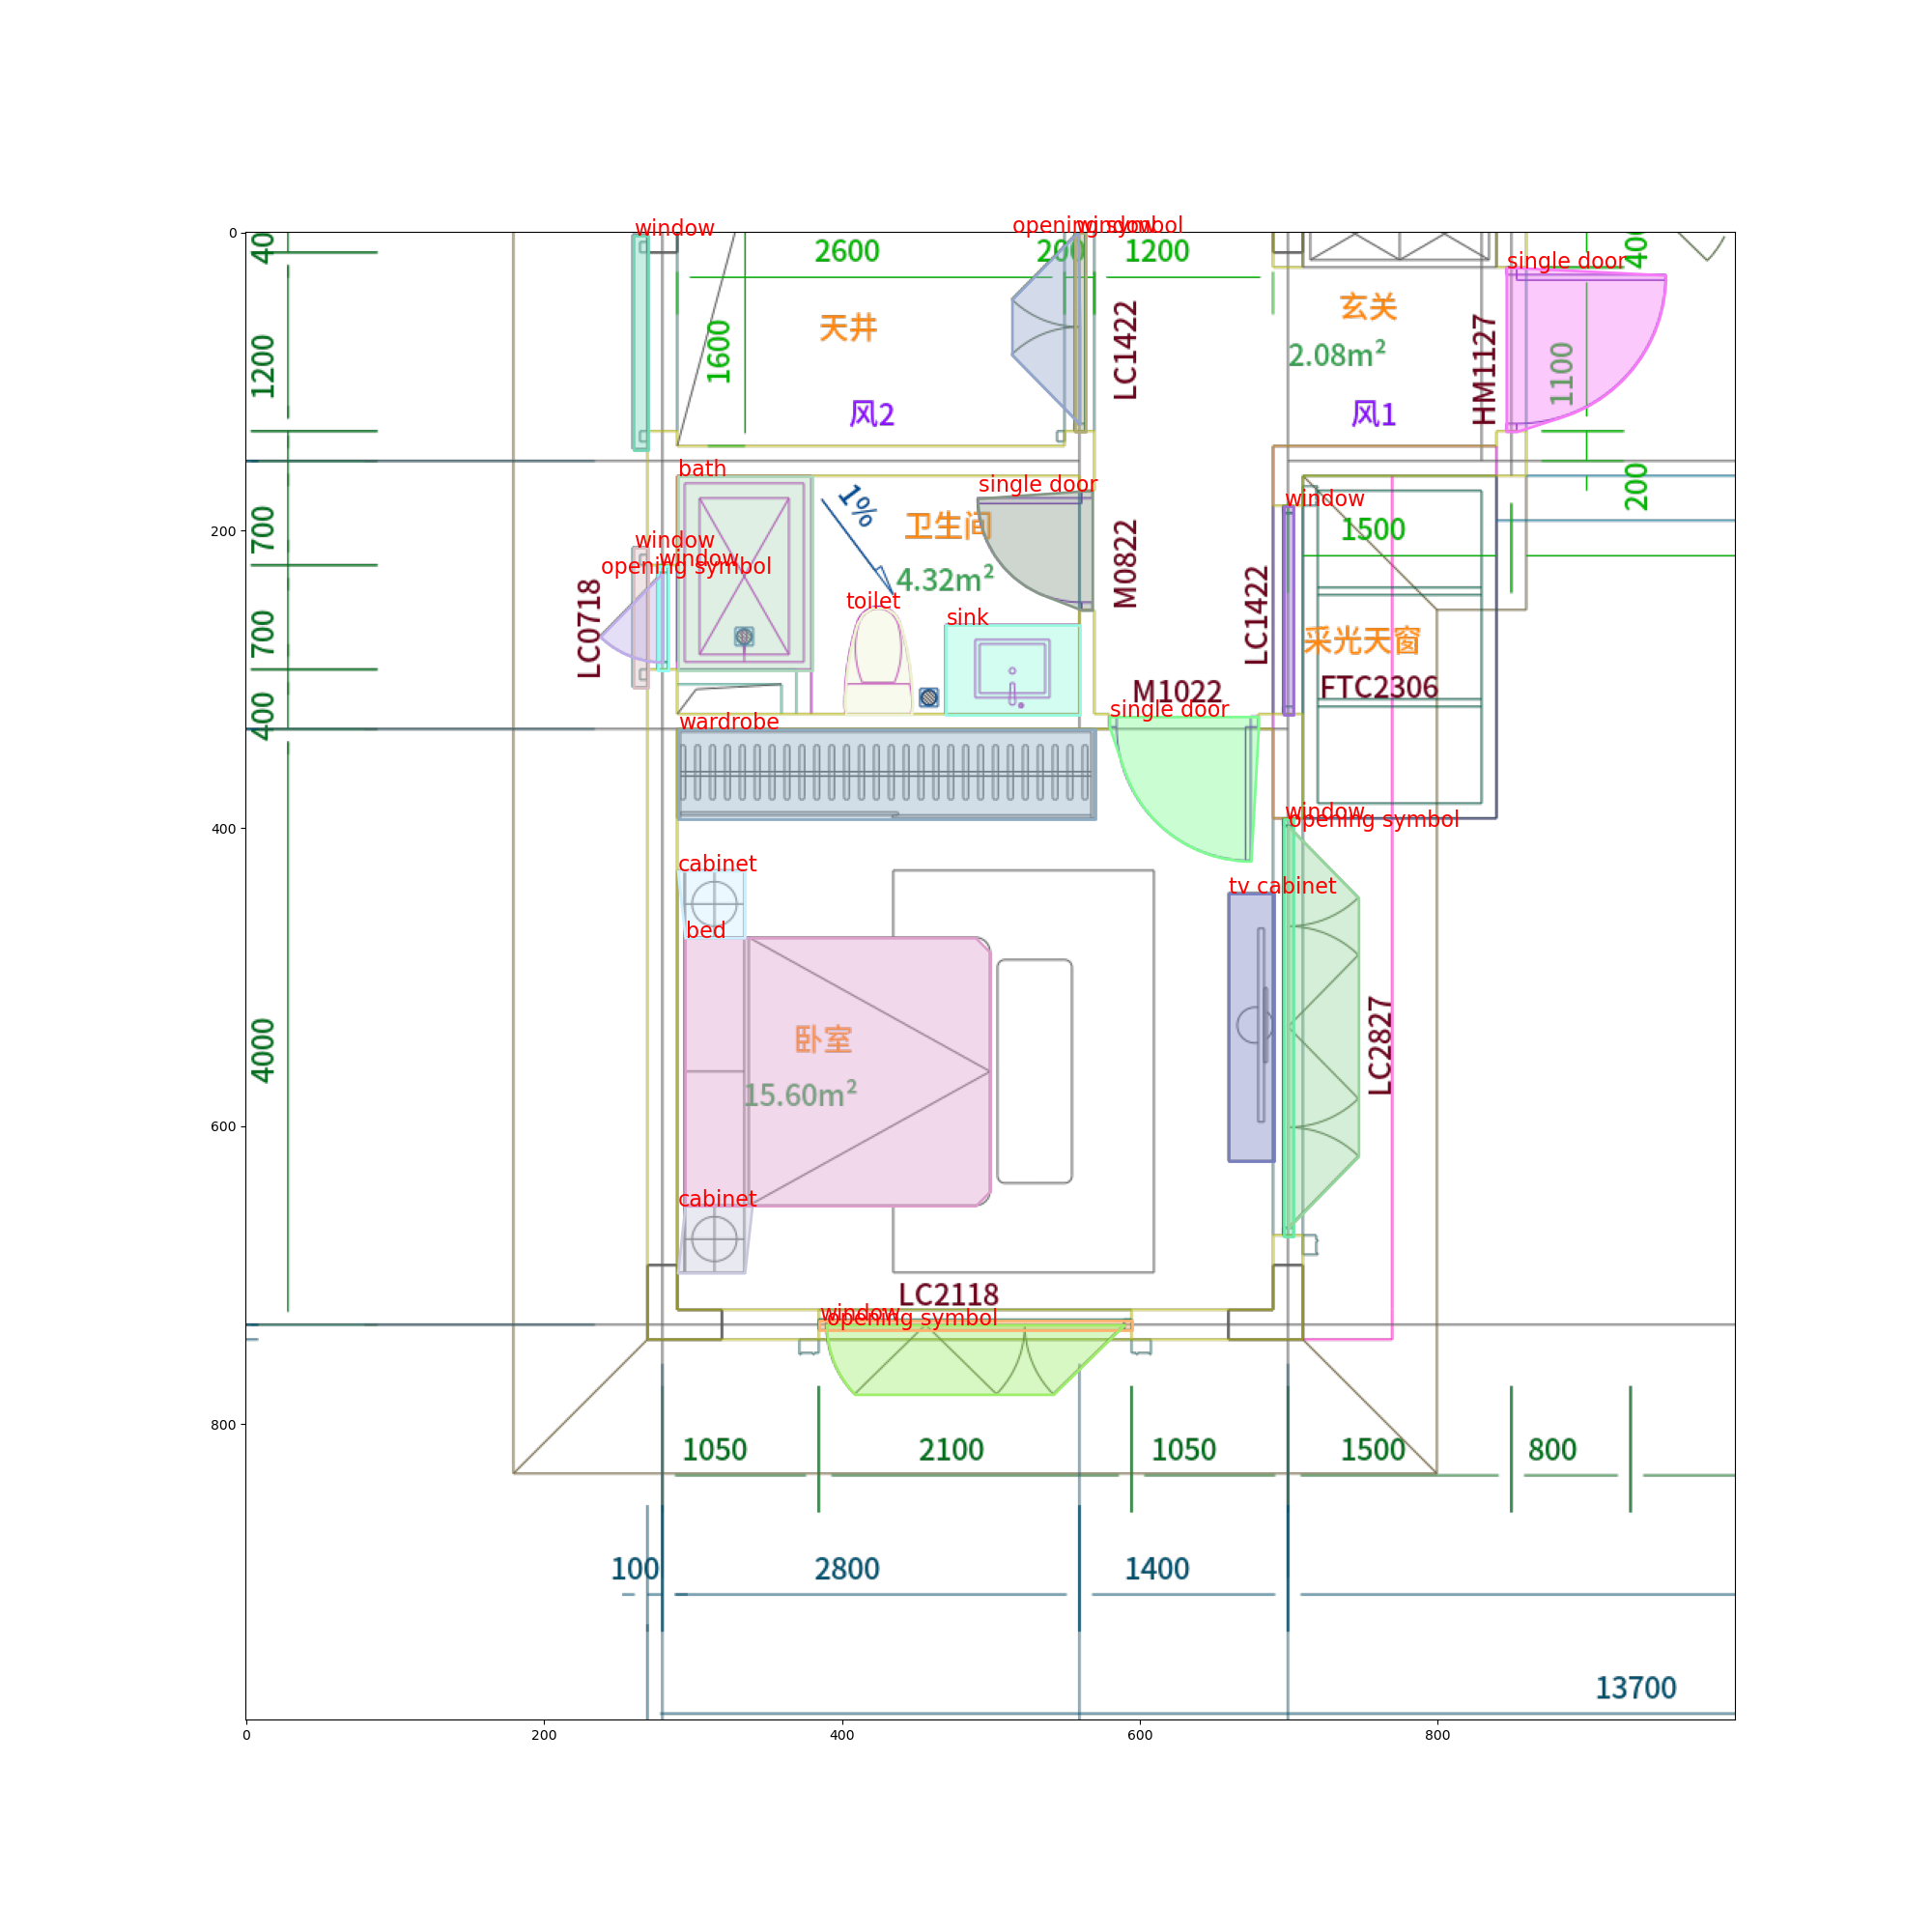 window
opening symbol
window
40
2600
200
1200
400
single door
天井
1600
LC1422
玄关
2.08m²
HM1127
1100
1200
风2
风1
bath
single door
window
200
700
1%
卫生间
M0822
1500
window
window
opening symbol
4.32m²
LC1422
LC0718
toilet
sink
700
采光天窗
FTC2306
M1022
single door
400
wardrobe
window
opening symbol
cabinet
tv cabinet
bed
卧室
15.60m²
4000
LC2827
cabinet
LC2118
window
opening symbol
1050
2100
1050
1500
800
100
2800
1400
13700
0
200
400
600
800
0
200
400
600
800